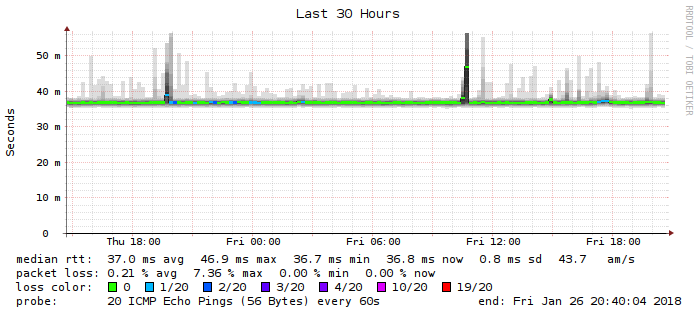 Last 30 Hours
RRDTOOL / TOBI OETIKER
Seconds
50 m
40 m
30 m
20 m
10 m
0
Thu 18:00 Fri 00:00 Fri 06:00 Fri 12:00 Fri 18:00
median rtt: 37.0 ms avg 46.9 ms max 36.7 ms min 36.8 ms now 0.8 ms sd 43.7 am/s
packet loss: 0.21 % avg 7.36 % max 0.00 % min 0.00 % now
loss color: 0 1/20 2/20 3/20 4/20 10/20 19/20
probe: 20 ICMP Echo Pings (56 Bytes) every 60s end: Fri Jan 26 20:40:04 2018